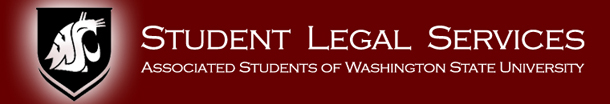 STUDENT LEGAL SERVICES
ASSOCIATED STUDENTS OF WASHINGTON STATE UNIVERSITY